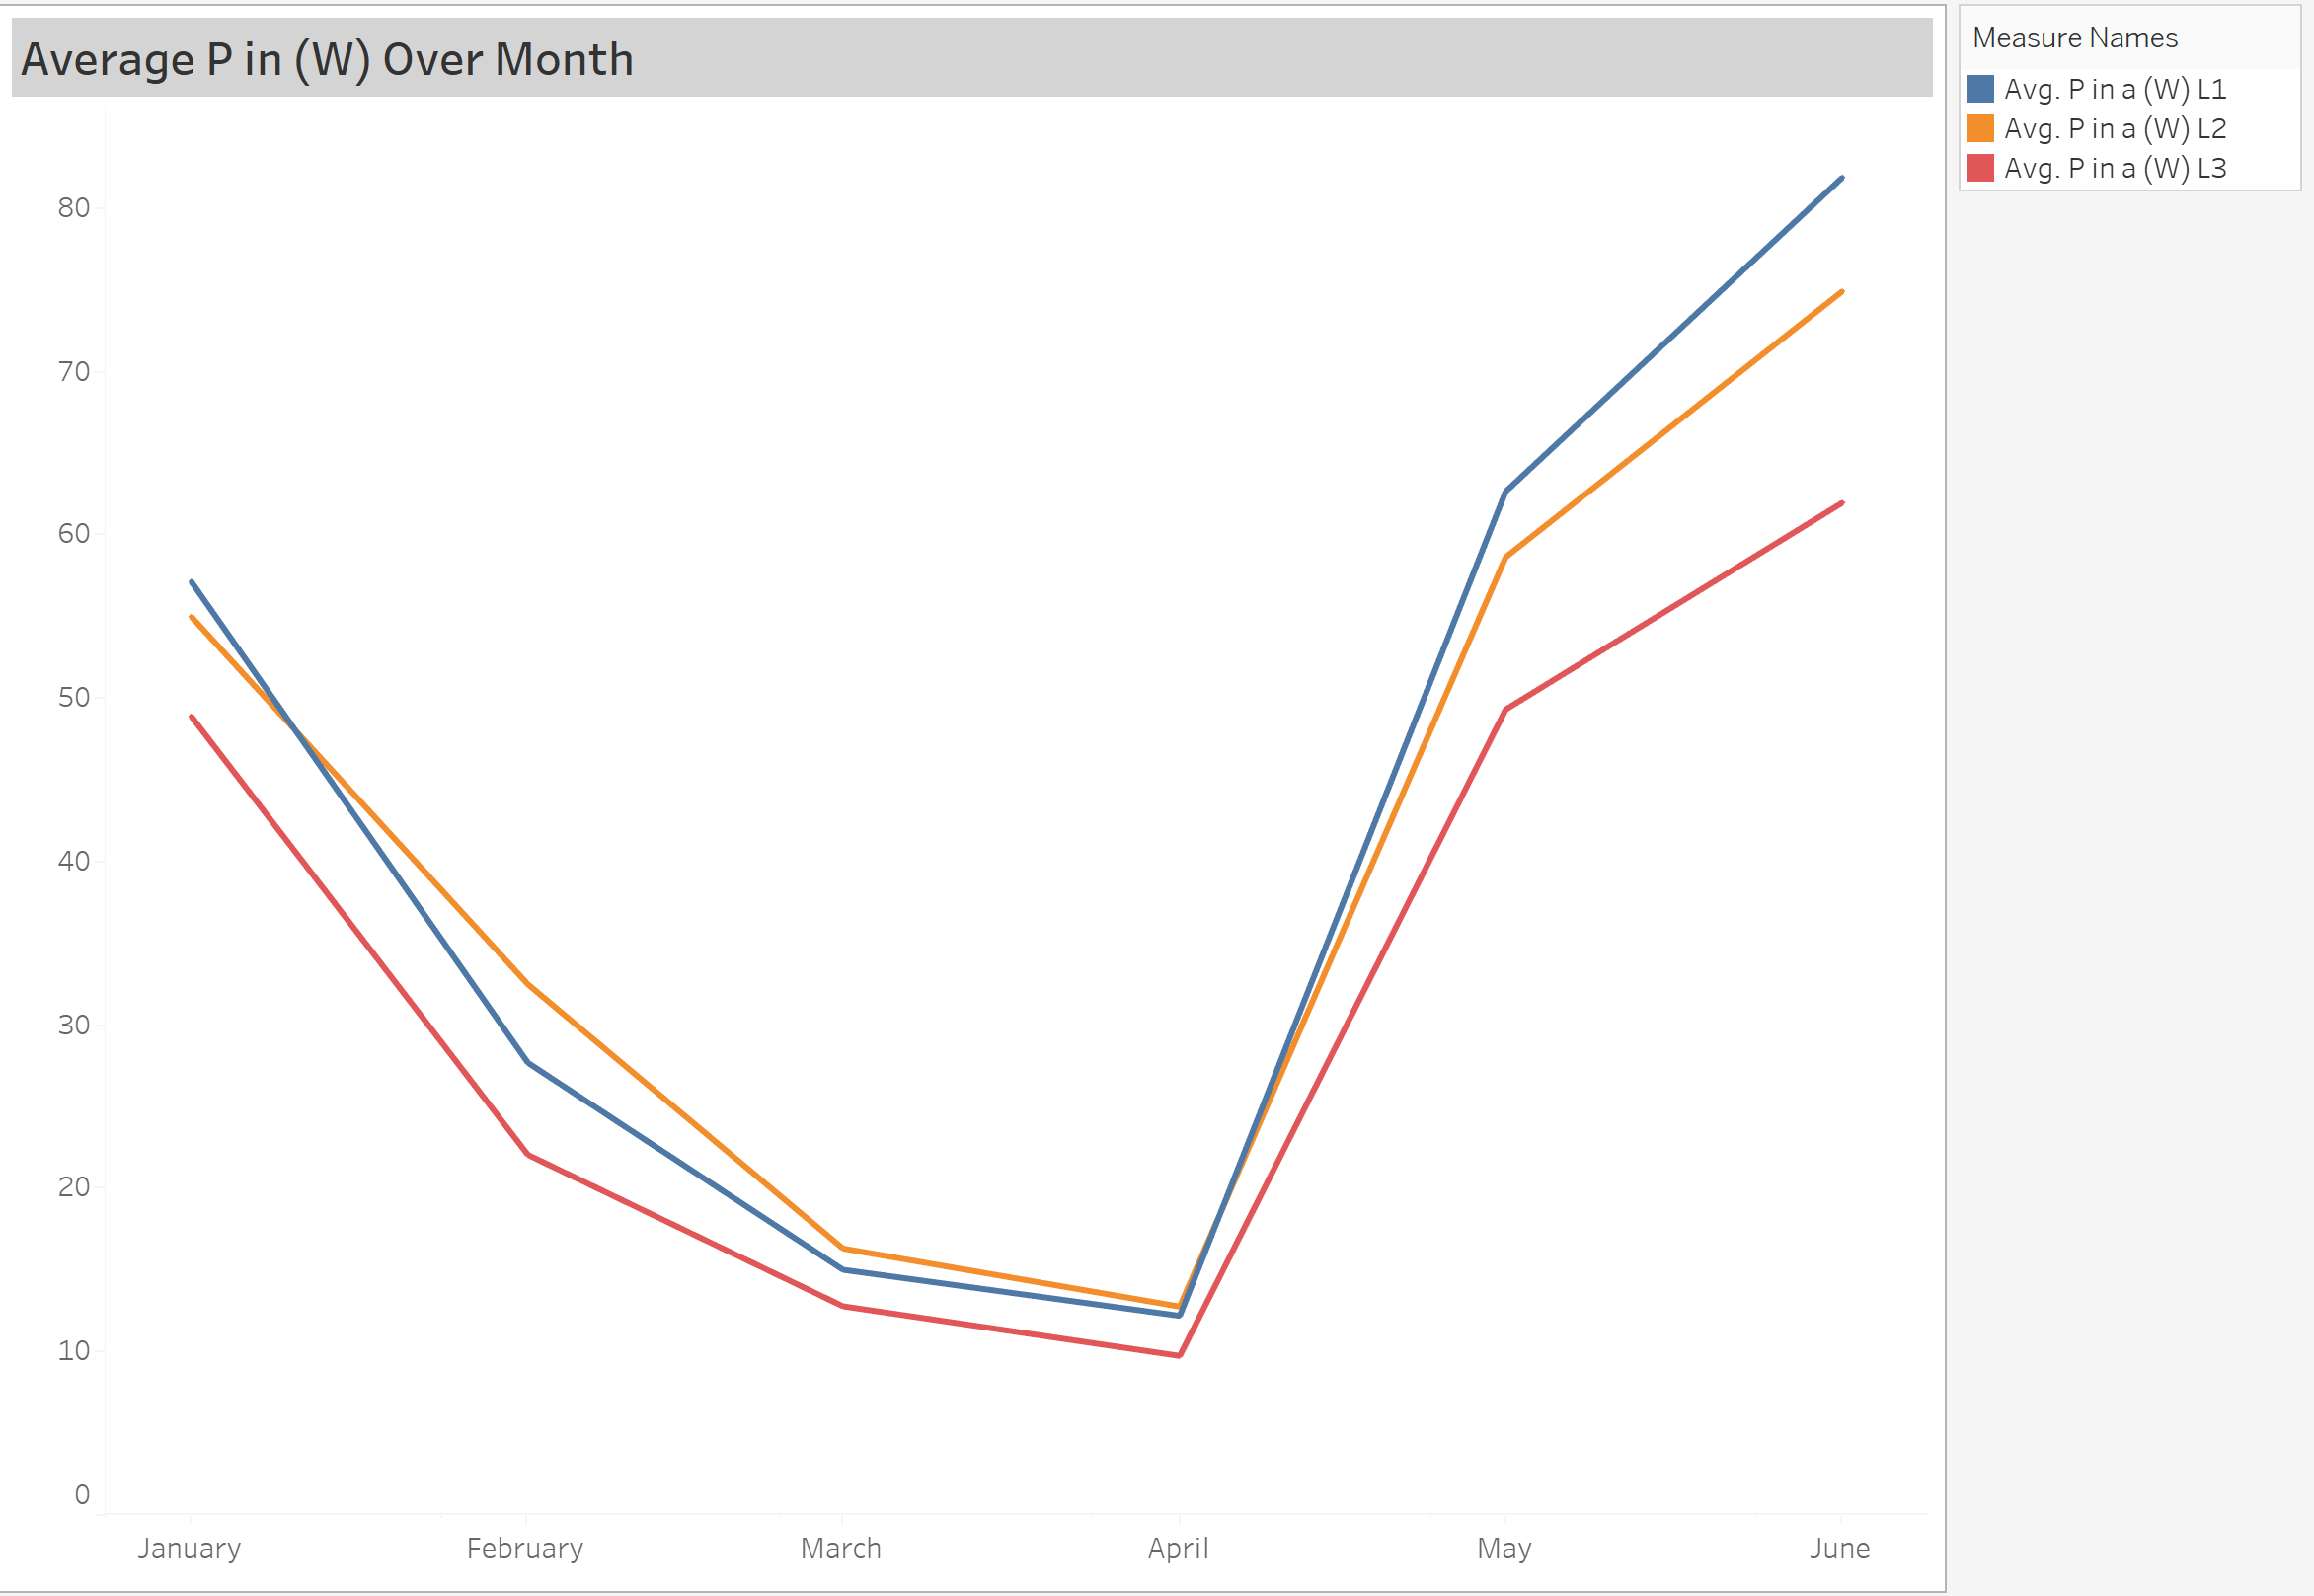 Average P in (W) Over Month
Measure Names
Avg. P in a (W) L1
Avg. P in a (W) L2
Avg. P in a (W) L3
80
70
60
50
40
30
20
10
0
January February March April May June